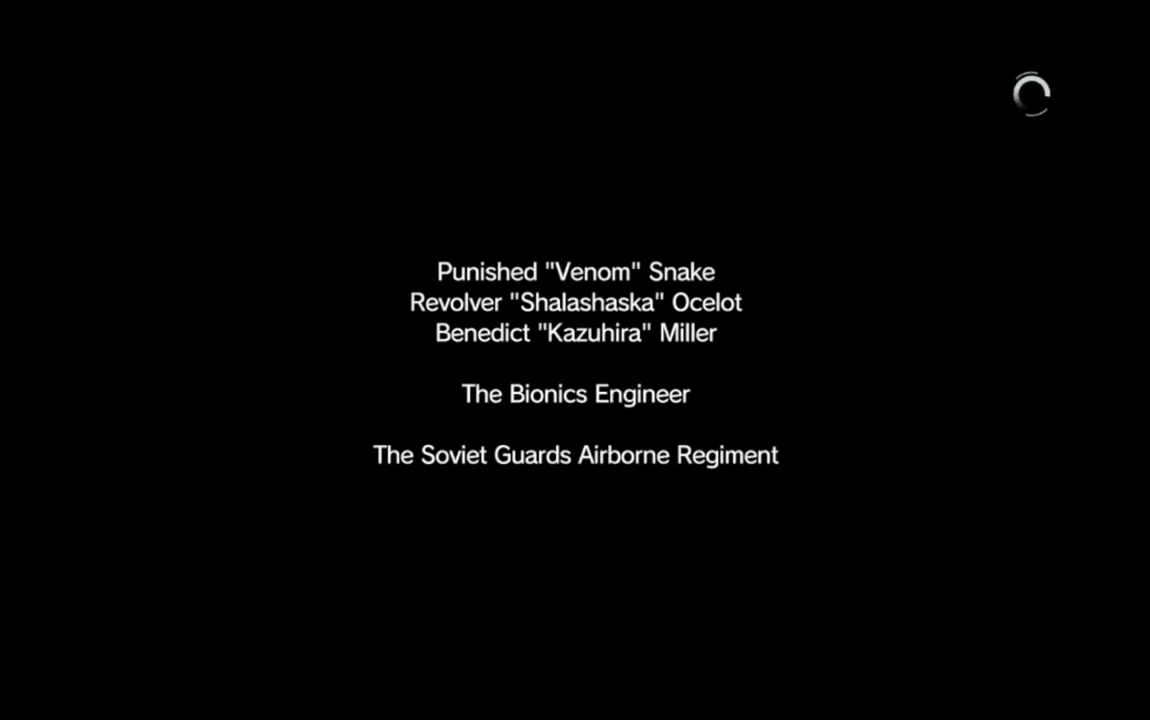 Punished "Venom" Snake
Revolver "Shalashaska" Ocelot
Benedict "Kazuhira" Miller
The Bionics Engineer
The Soviet Guards Airborne Regiment